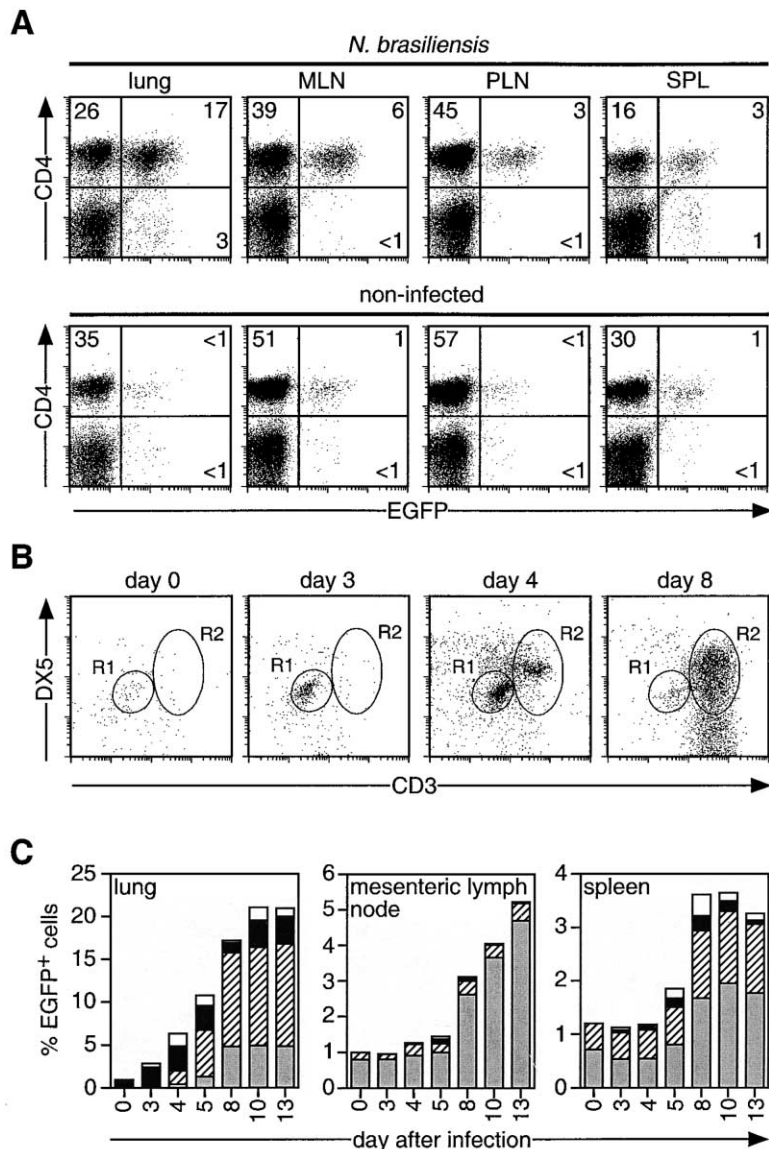 A
N. brasiliensis
lung MLN PLN SPL
CD4
26 17
3
39 6
<1
45 3
<1
16 3
1
non-infected
CD4
35 <1
<1
51 1
<1
57 <1
<1
30 1
<1
EGFP
B
day 0 day 3 day 4 day 8
DX5
R1 R2
R1 R2
R1 R2
R1 R2
CD3
C
% EGFP+ cells
25
20
15
10
5
0
lung
0 3 4 5 8 10 13
6
5
4
3
2
1
0
mesenteric lymph
node
0 3 4 5 8 10 13
4
3
2
1
0
spleen
0 3 4 5 8 10 13
day after infection